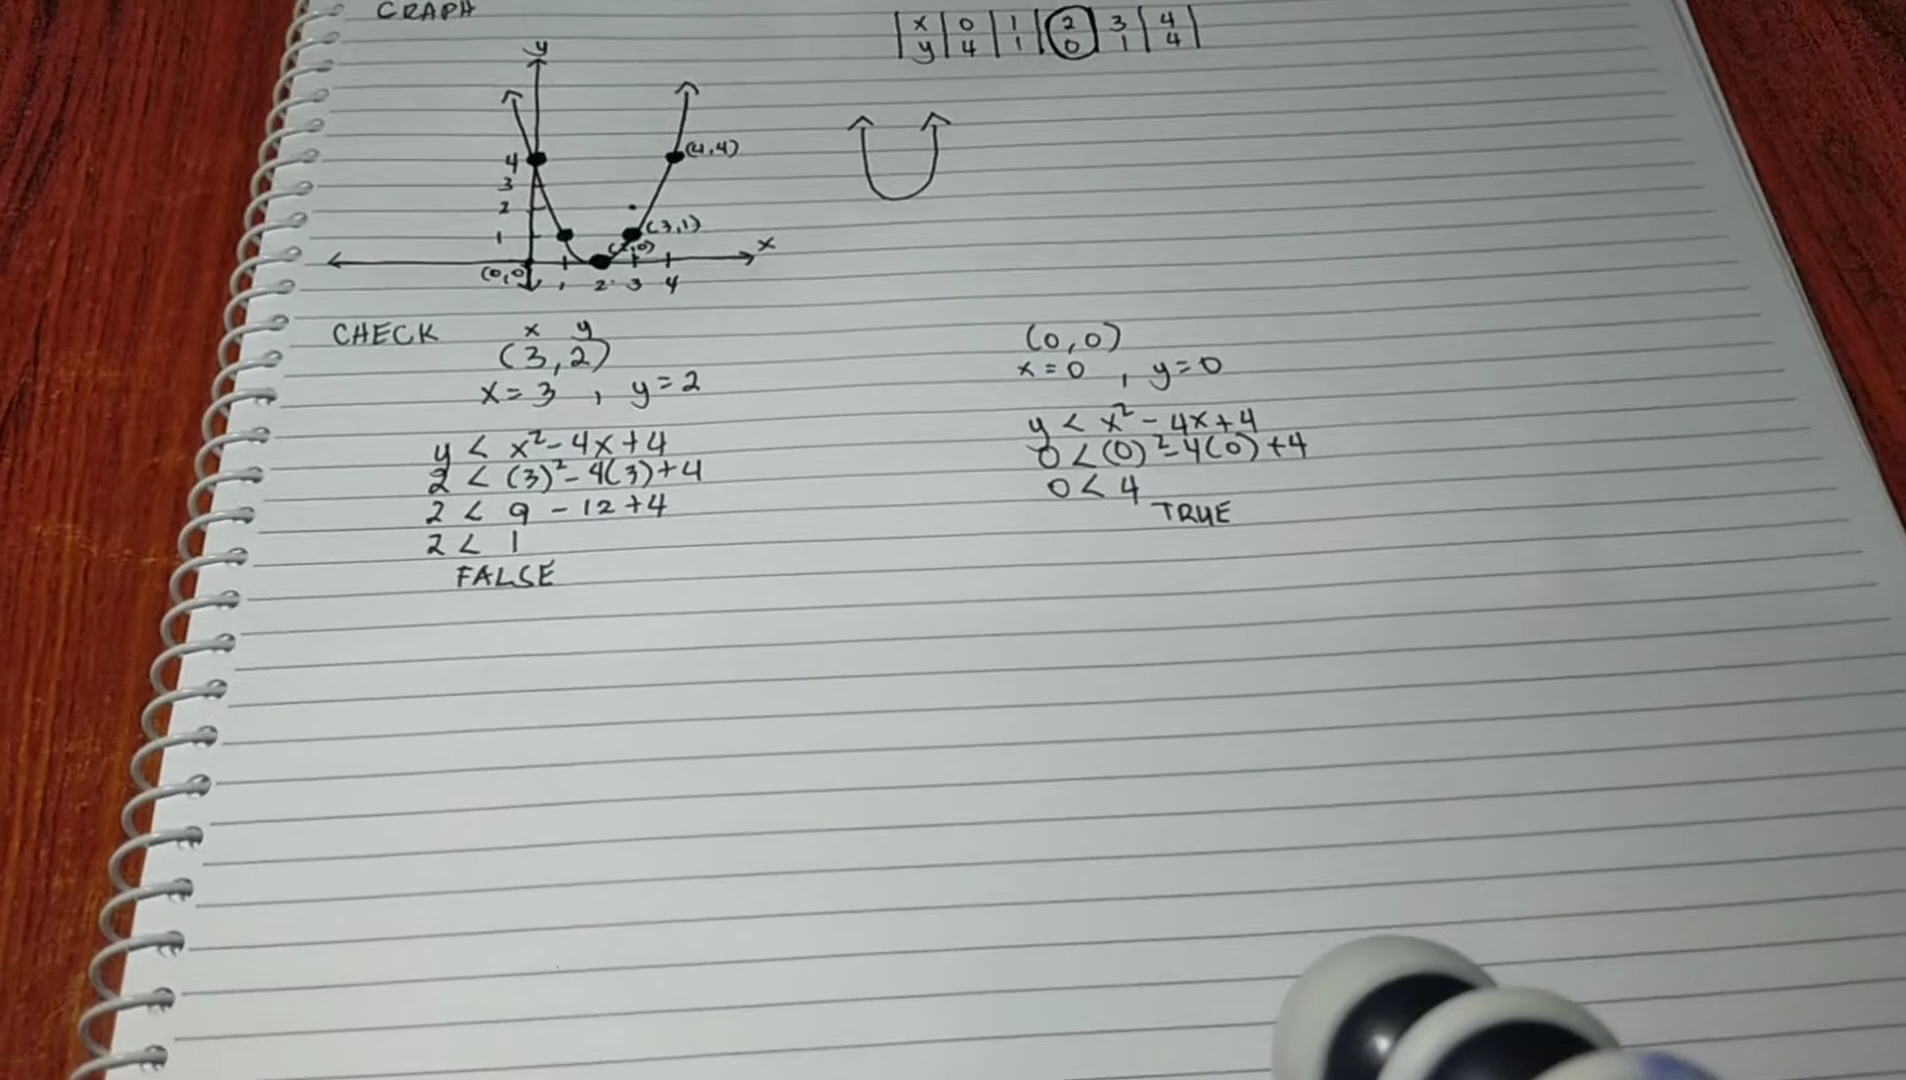 GRAPH
| x | 0 | 1 | 2 | 3 | 4 |
| y | 4 | 1 | 0 | 1 | 4 |
y
(4,4)
4
3
2
1
(3,1)
(2,0)
x
(0,0)
1 2 3 4
CHECK
x y
(3,2)
x=3 , y=2
y < x²-4x+4
2 < (3)²-4(3)+4
2 < 9-12+4
2 < 1
FALSE
(0,0)
x=0 , y=0
y < x²-4x+4
0 < (0)²-4(0)+4
0 < 4
TRUE